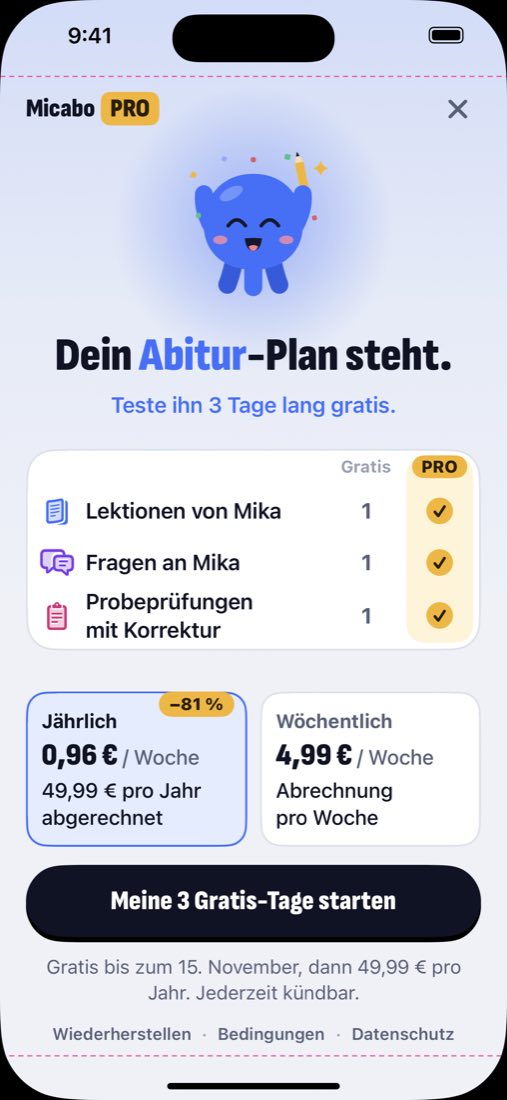 9:41
Micabo PRO
Dein Abitur-Plan steht.
Teste ihn 3 Tage lang gratis.
Gratis PRO
Lektionen von Mika 1
Fragen an Mika 1
Probeprüfungen
mit Korrektur 1
−81 %
Jährlich
0,96 € / Woche
49,99 € pro Jahr
abgerechnet
Wöchentlich
4,99 € / Woche
Abrechnung
pro Woche
Meine 3 Gratis-Tage starten
Gratis bis zum 15. November, dann 49,99 € pro
Jahr. Jederzeit kündbar.
Wiederherstellen · Bedingungen · Datenschutz